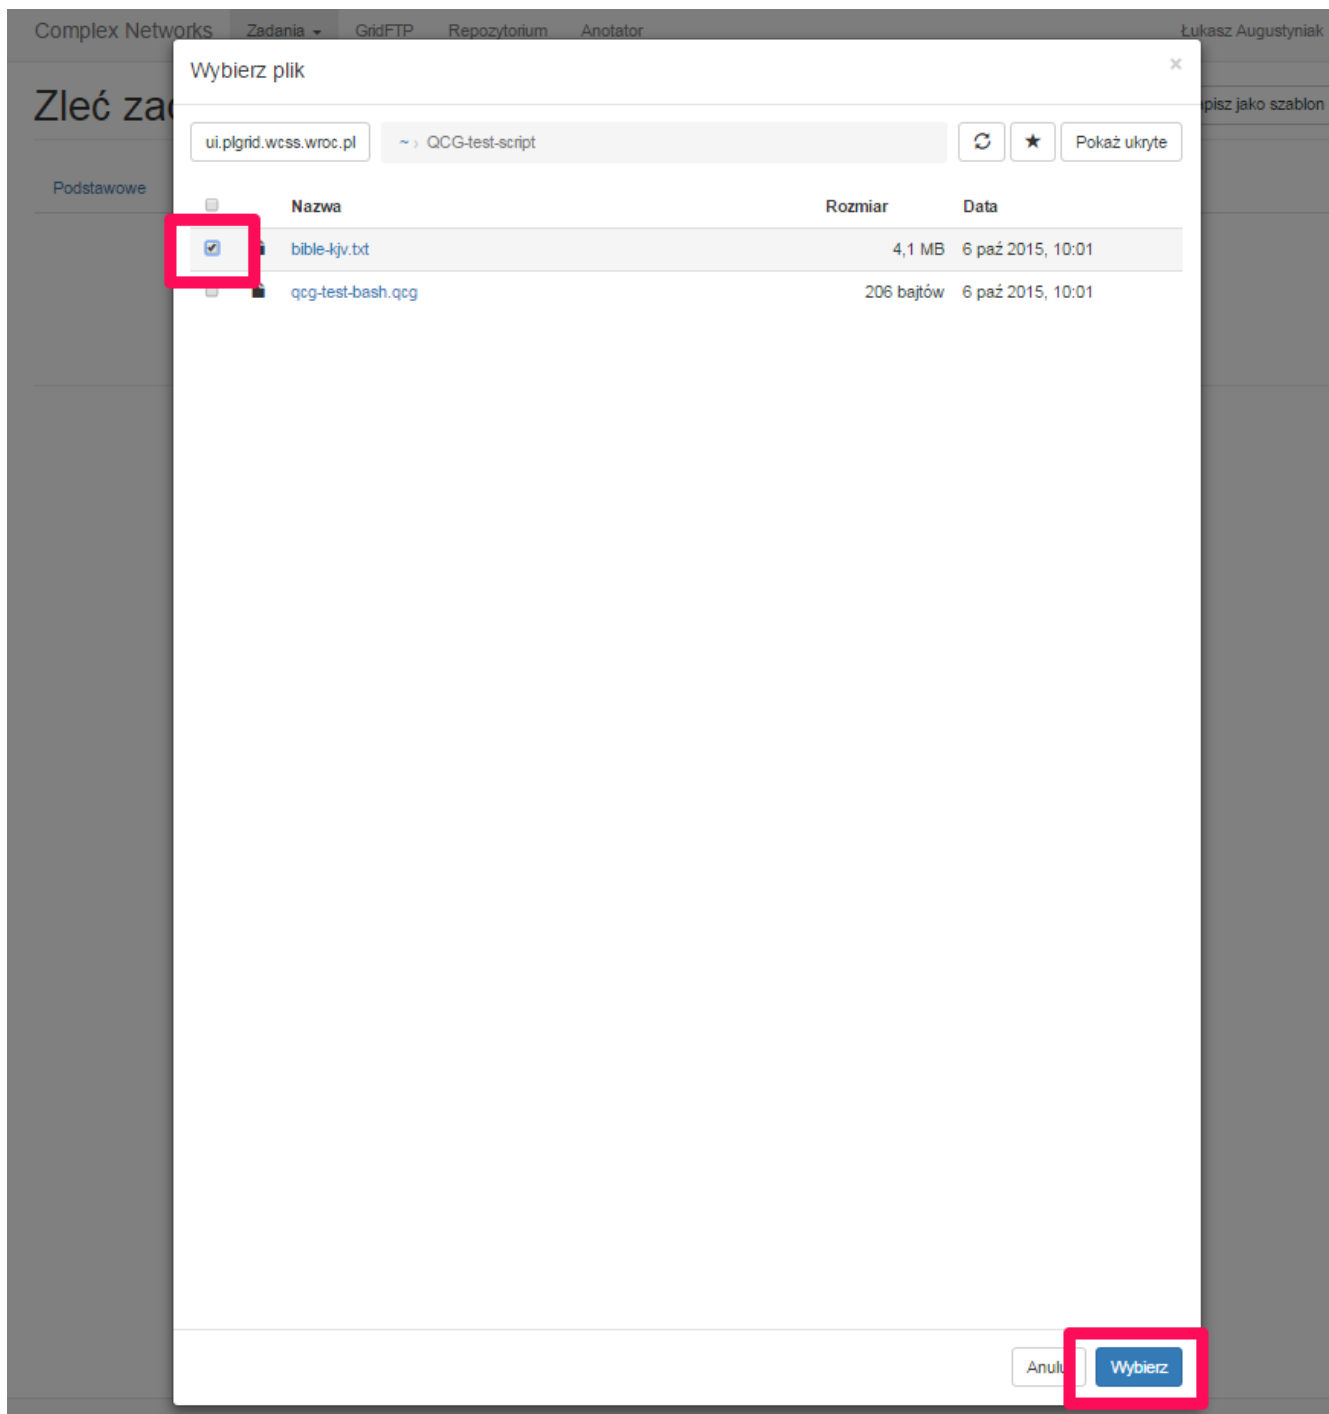 Complex Networks Zadania GridFTP Repozytorium Anotator Łukasz Augustyniak
Wybierz plik ×
Zleć
pisz jako szablon
ui.plgrid.wcss.wroc.pl ~ › QCG-test-script Pokaż ukryte
Podstawowe
Nazwa Rozmiar Data
bible-kjv.txt 4,1 MB 6 paź 2015, 10:01
qcg-test-bash.qcg 206 bajtów 6 paź 2015, 10:01
Anulu Wybierz